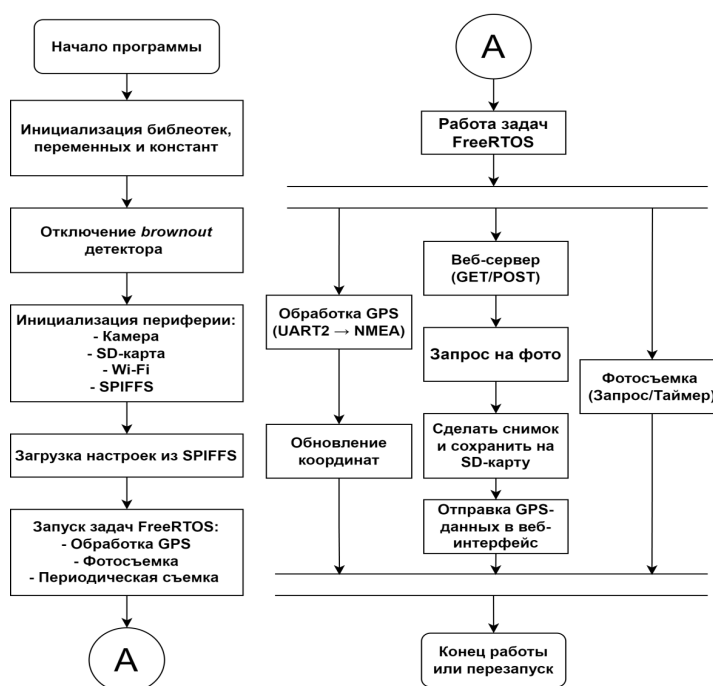 Начало программы
Инициализация библеотек,
переменных и констант
Отключение brownout
детектора
Инициализация периферии:
- Камера
- SD-карта
- Wi-Fi
- SPIFFS
Загрузка настроек из SPIFFS
Запуск задач FreeRTOS:
- Обработка GPS
- Фотосъемка
- Периодическая съемка
A
A
Работа задач
FreeRTOS
Обработка GPS
(UART2 → NMEA)
Обновление
координат
Веб-сервер
(GET/POST)
Запрос на фото
Сделать снимок
и сохранить на
SD-карту
Отправка GPS-
данных в веб-
интерфейс
Фотосъемка
(Запрос/Таймер)
Конец работы
или перезапуск